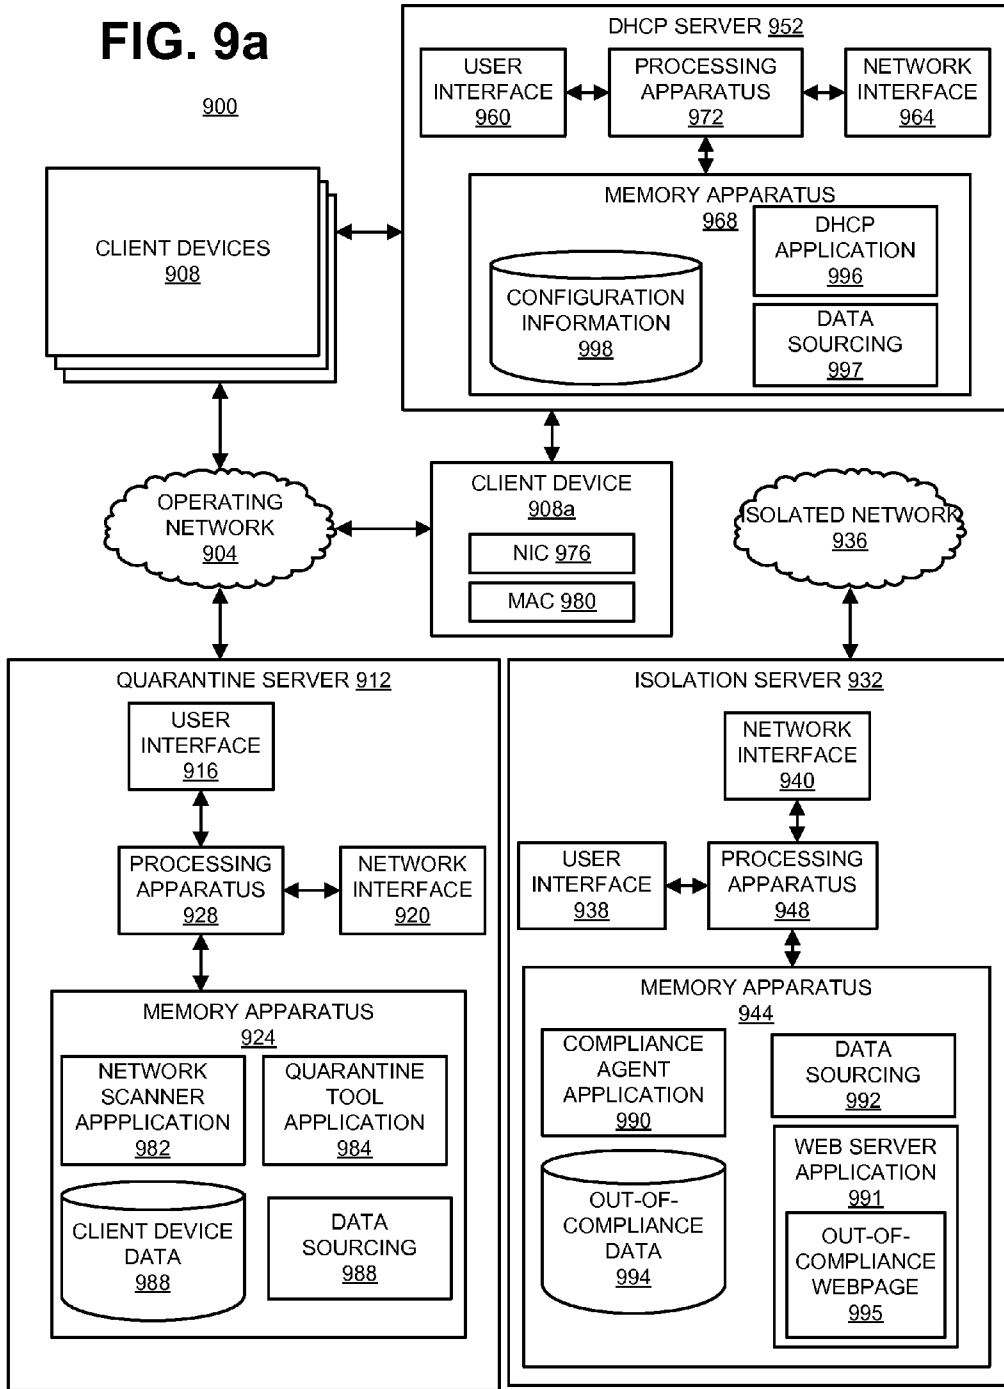 FIG. 9a
900
DHCP SERVER 952
USER
INTERFACE
960
PROCESSING
APPARATUS
972
NETWORK
INTERFACE
964
MEMORY APPARATUS
968
CONFIGURATION
INFORMATION
998
DHCP
APPLICATION
996
DATA
SOURCING
997
CLIENT DEVICES
908
OPERATING
NETWORK
904
CLIENT DEVICE
908a
NIC 976
MAC 980
ISOLATED NETWORK
936
QUARANTINE SERVER 912
USER
INTERFACE
916
PROCESSING
APPARATUS
928
NETWORK
INTERFACE
920
MEMORY APPARATUS
924
NETWORK
SCANNER
APPPLICATION
982
QUARANTINE
TOOL
APPLICATION
984
CLIENT DEVICE
DATA
988
DATA
SOURCING
988
ISOLATION SERVER 932
NETWORK
INTERFACE
940
USER
INTERFACE
938
PROCESSING
APPARATUS
948
MEMORY APPARATUS
944
COMPLIANCE
AGENT
APPLICATION
990
DATA
SOURCING
992
OUT-OF-
COMPLIANCE
DATA
994
WEB SERVER
APPLICATION
991
OUT-OF-
COMPLIANCE
WEBPAGE
995